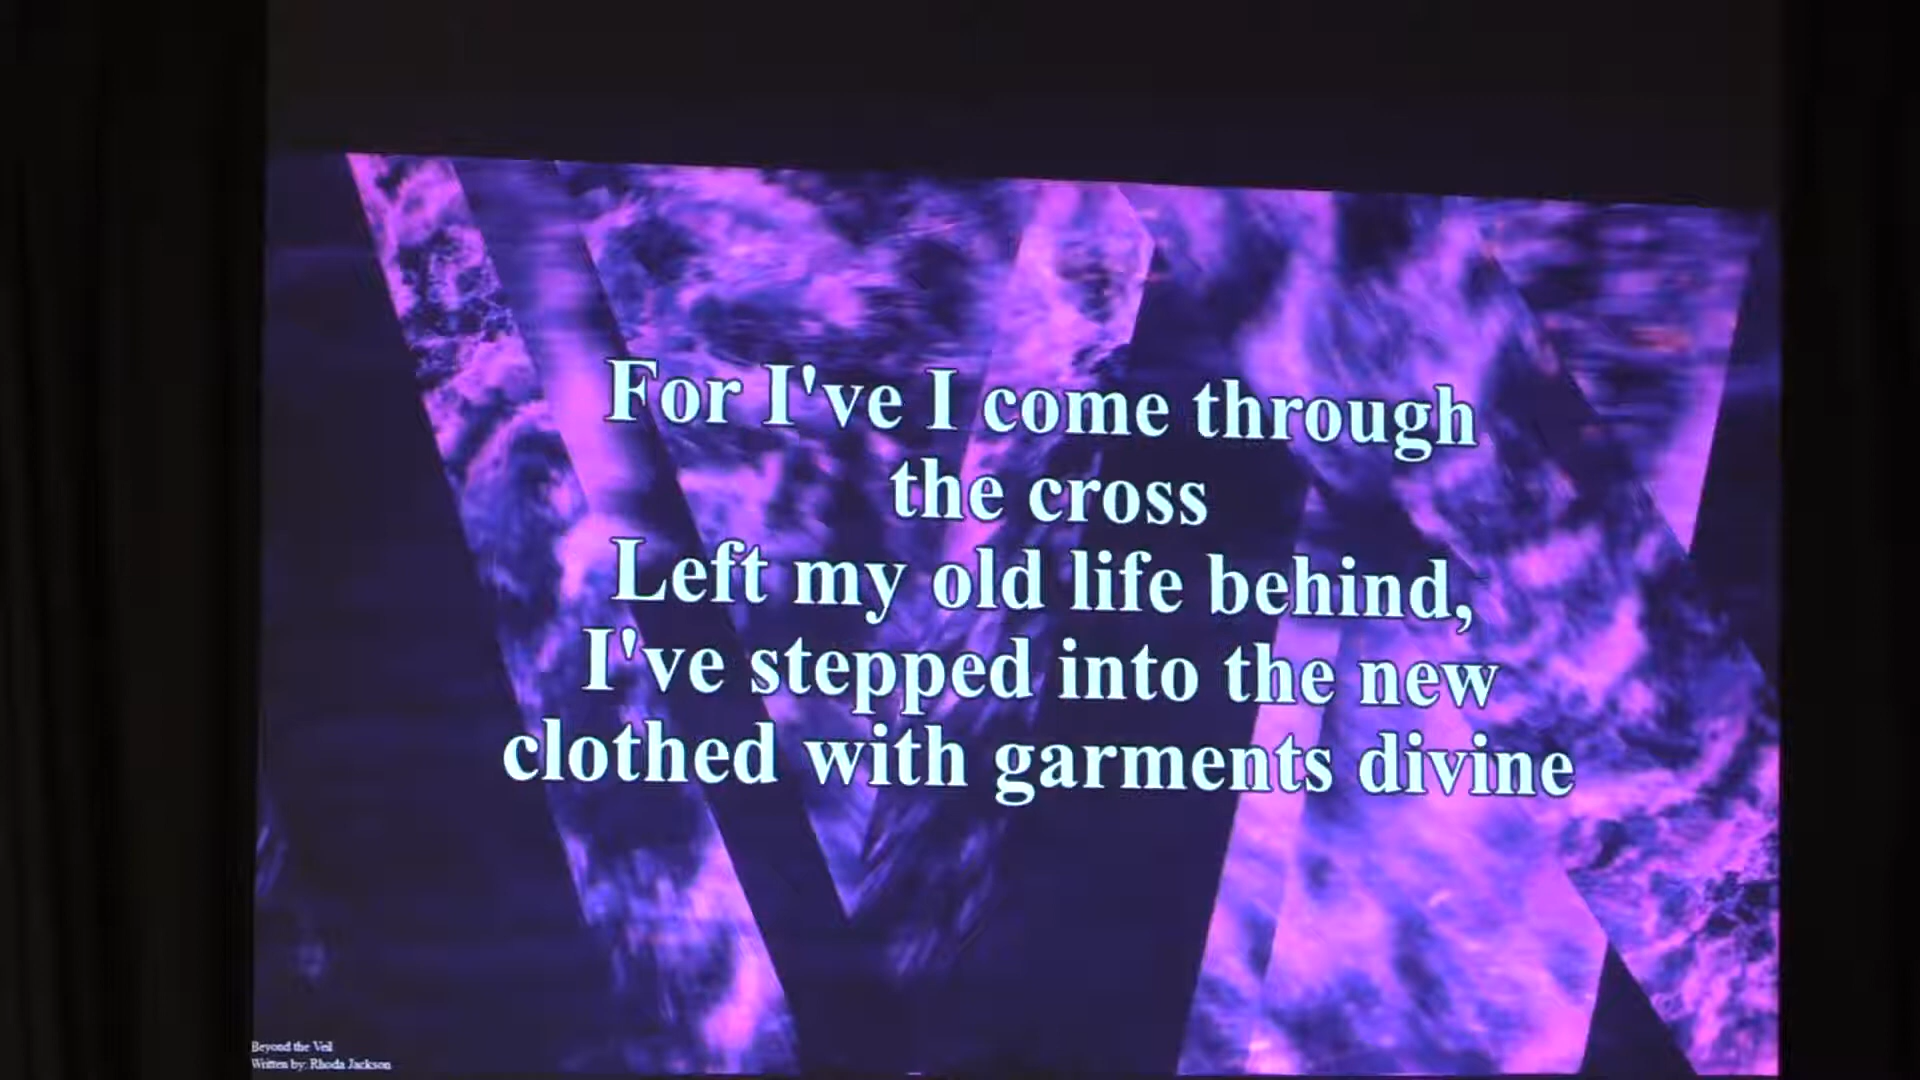 For I've I come through
the cross
Left my old life behind,
I've stepped into the new
clothed with garments divine
Beyond the Veil
Written by: Rhoda Jackson